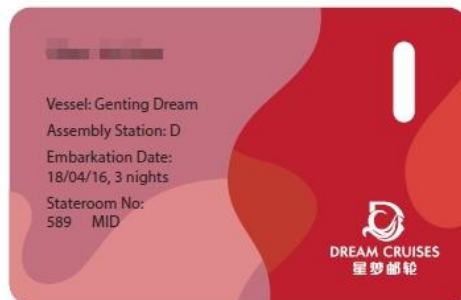 Vessel: Genting Dream
Assembly Station: D
Embarkation Date:
18/04/16, 3 nights
Stateroom No:
589 MID
DREAM CRUISES
星梦邮轮